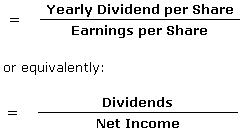 = Yearly Dividend per Share
Earnings per Share
or equivalently:
= Dividends
Net Income